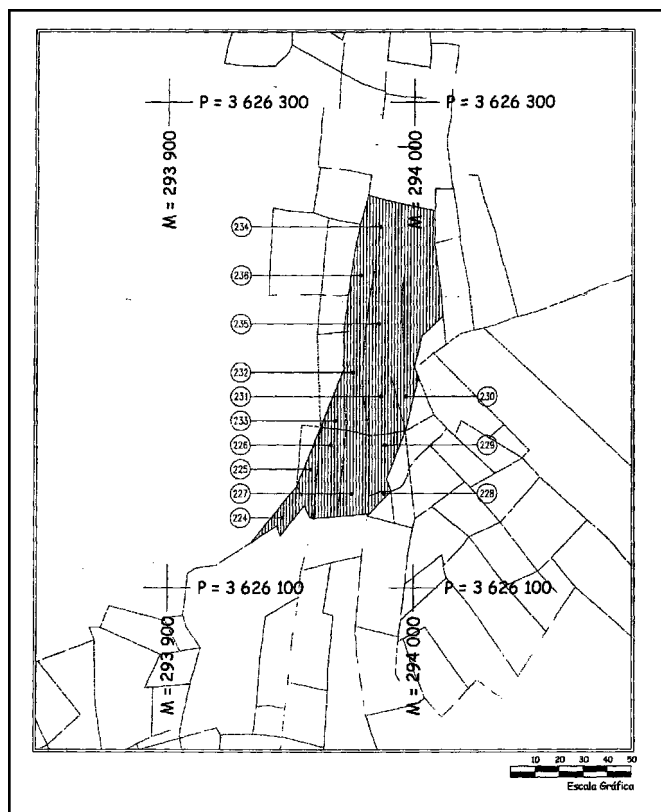 P = 3 626 300
P = 3 626 300
M = 293 900
M = 294 000
234
236
235
232
231
230
233
226
229
225
227
228
224
P = 3 626 100
P = 3 626 100
M = 293 900
M = 294 000
10 20 30 40 50
Escala Gráfica